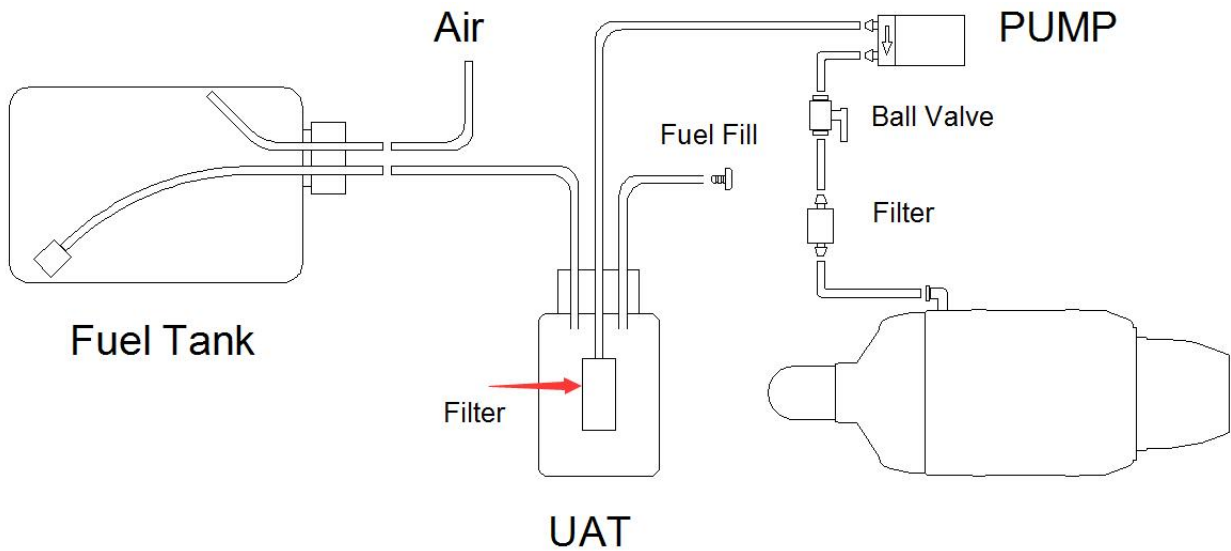 Air
PUMP
Ball Valve
Fuel Fill
Filter
Fuel Tank
Filter
UAT